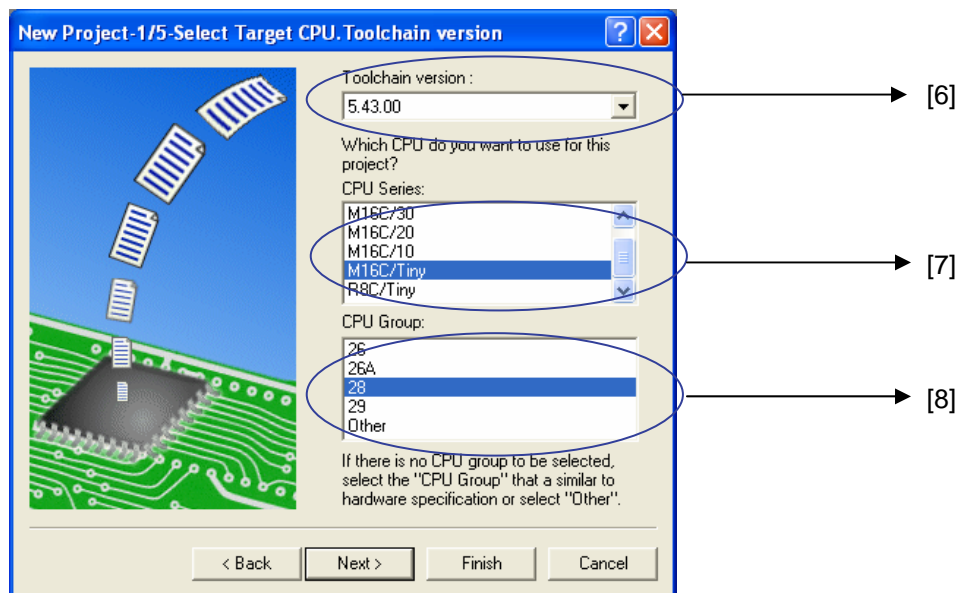 New Project-1/5-Select Target CPU.Toolchain version
Toolchain version :
5.43.00
[6]
Which CPU do you want to use for this
project?
CPU Series:
M16C/30
M16C/20
M16C/10
M16C/Tiny
R8C/Tiny
[7]
CPU Group:
26
26A
28
29
Other
[8]
If there is no CPU group to be selected,
select the "CPU Group" that a similar to
hardware specification or select "Other".
< Back
Next >
Finish
Cancel